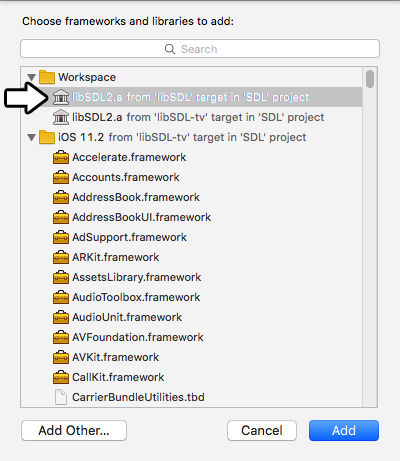 Choose frameworks and libraries to add:
Search
Workspace
libSDL2.a from 'libSDL' target in 'SDL' project
libSDL2.a from 'libSDL-tv' target in 'SDL' project
iOS 11.2 from 'libSDL-tv' target in 'SDL' project
Accelerate.framework
Accounts.framework
AddressBook.framework
AddressBookUI.framework
AdSupport.framework
ARKit.framework
AssetsLibrary.framework
AudioToolbox.framework
AudioUnit.framework
AVFoundation.framework
AVKit.framework
CallKit.framework
CarrierBundleUtilities.tbd
Add Other... Cancel Add